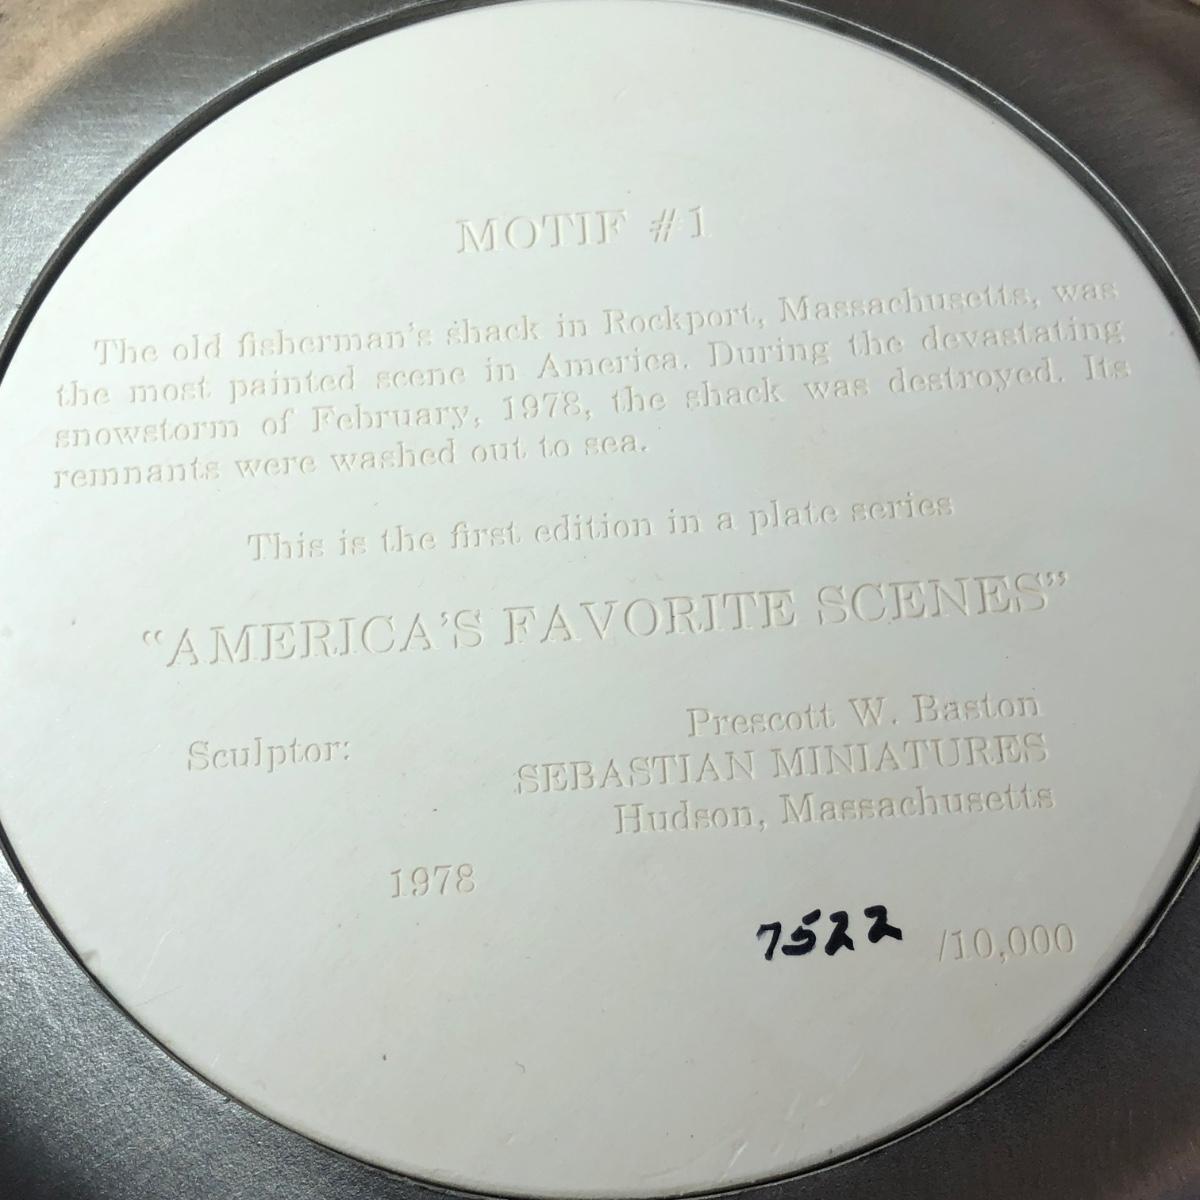 MOTIF #1
The old fisherman's shack in Rockport, Massachusetts, was
the most painted scene in America. During the devastating
snowstorm of February, 1978, the shack was destroyed. Its
remnants were washed out to sea.
This is the first edition in a plate series
"AMERICA'S FAVORITE SCENES"
Sculptor: Prescott W. Baston
SEBASTIAN MINIATURES
Hudson, Massachusetts
1978
7522 /10,000